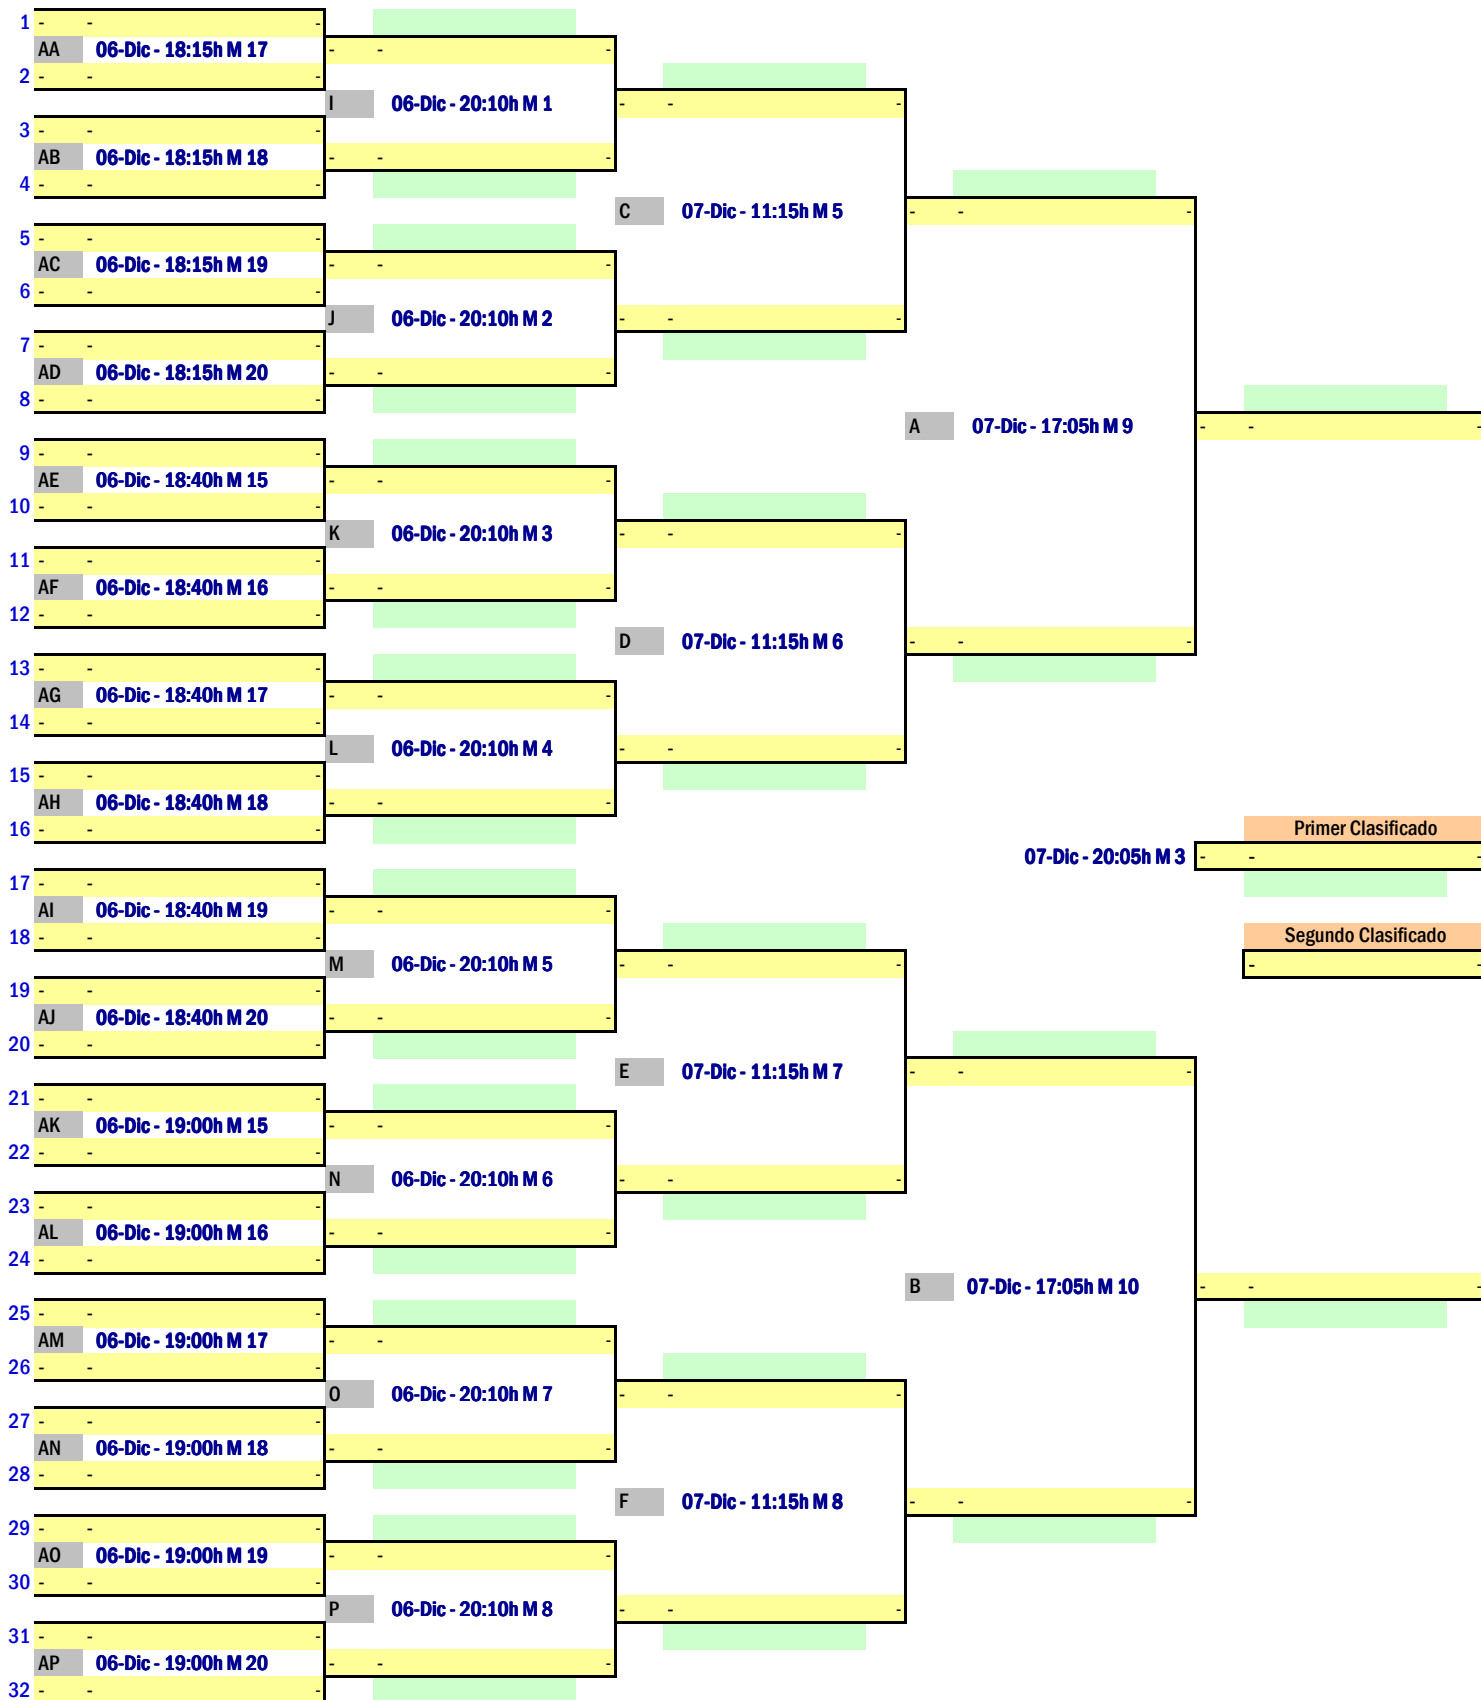 1 - - -
AA 06-Dic - 18:15h M 17 - - -
2 - - -
I 06-Dic - 20:10h M 1 - - -
3 - - -
AB 06-Dic - 18:15h M 18 - - -
4 - - -
C 07-Dic - 11:15h M 5 - - -
5 - - -
AC 06-Dic - 18:15h M 19 - - -
6 - - -
J 06-Dic - 20:10h M 2 - - -
7 - - -
AD 06-Dic - 18:15h M 20 - - -
8 - - -
A 07-Dic - 17:05h M 9 - - -
9 - - -
AE 06-Dic - 18:40h M 15 - - -
10 - - -
K 06-Dic - 20:10h M 3 - - -
11 - - -
AF 06-Dic - 18:40h M 16 - - -
12 - - -
D 07-Dic - 11:15h M 6 - - -
13 - - -
AG 06-Dic - 18:40h M 17 - - -
14 - - -
L 06-Dic - 20:10h M 4 - - -
15 - - -
AH 06-Dic - 18:40h M 18 - - -
16 - - -
Primer Clasificado
07-Dic - 20:05h M 3 - - -
17 - - -
AI 06-Dic - 18:40h M 19 - - -
18 - - -
Segundo Clasificado
M 06-Dic - 20:10h M 5 - - - - -
19 - - -
AJ 06-Dic - 18:40h M 20 - - -
20 - - -
E 07-Dic - 11:15h M 7 - - -
21 - - -
AK 06-Dic - 19:00h M 15 - - -
22 - - -
N 06-Dic - 20:10h M 6 - - -
23 - - -
AL 06-Dic - 19:00h M 16 - - -
24 - - -
B 07-Dic - 17:05h M 10 - - -
25 - - -
AM 06-Dic - 19:00h M 17 - - -
26 - - -
O 06-Dic - 20:10h M 7 - - -
27 - - -
AN 06-Dic - 19:00h M 18 - - -
28 - - -
F 07-Dic - 11:15h M 8 - - -
29 - - -
AO 06-Dic - 19:00h M 19 - - -
30 - - -
P 06-Dic - 20:10h M 8 - - -
31 - - -
AP 06-Dic - 19:00h M 20 - - -
32 - - -